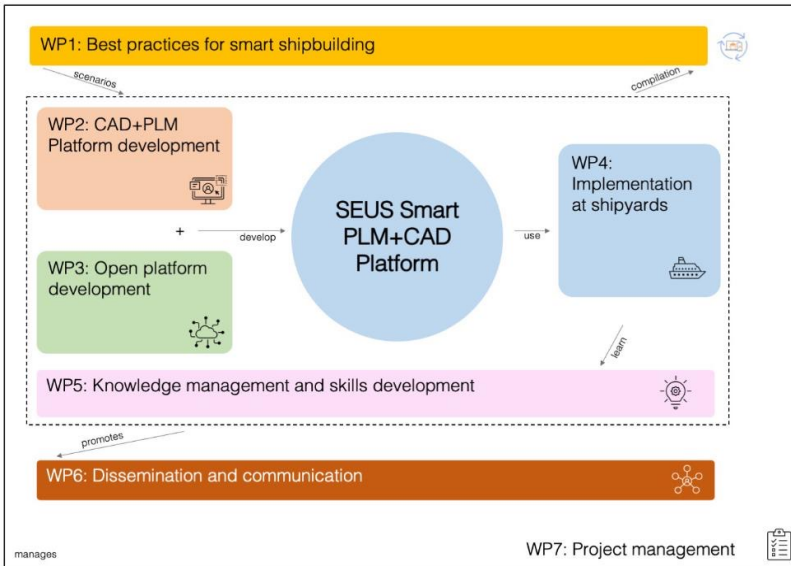 WP1: Best practices for smart shipbuilding
scenarios
compilation
WP2: CAD+PLM
Platform development
+
develop
WP3: Open platform
development
SEUS Smart
PLM+CAD
Platform
use
WP4:
Implementation
at shipyards
learn
WP5: Knowledge management and skills development
promotes
WP6: Dissemination and communication
manages
WP7: Project management